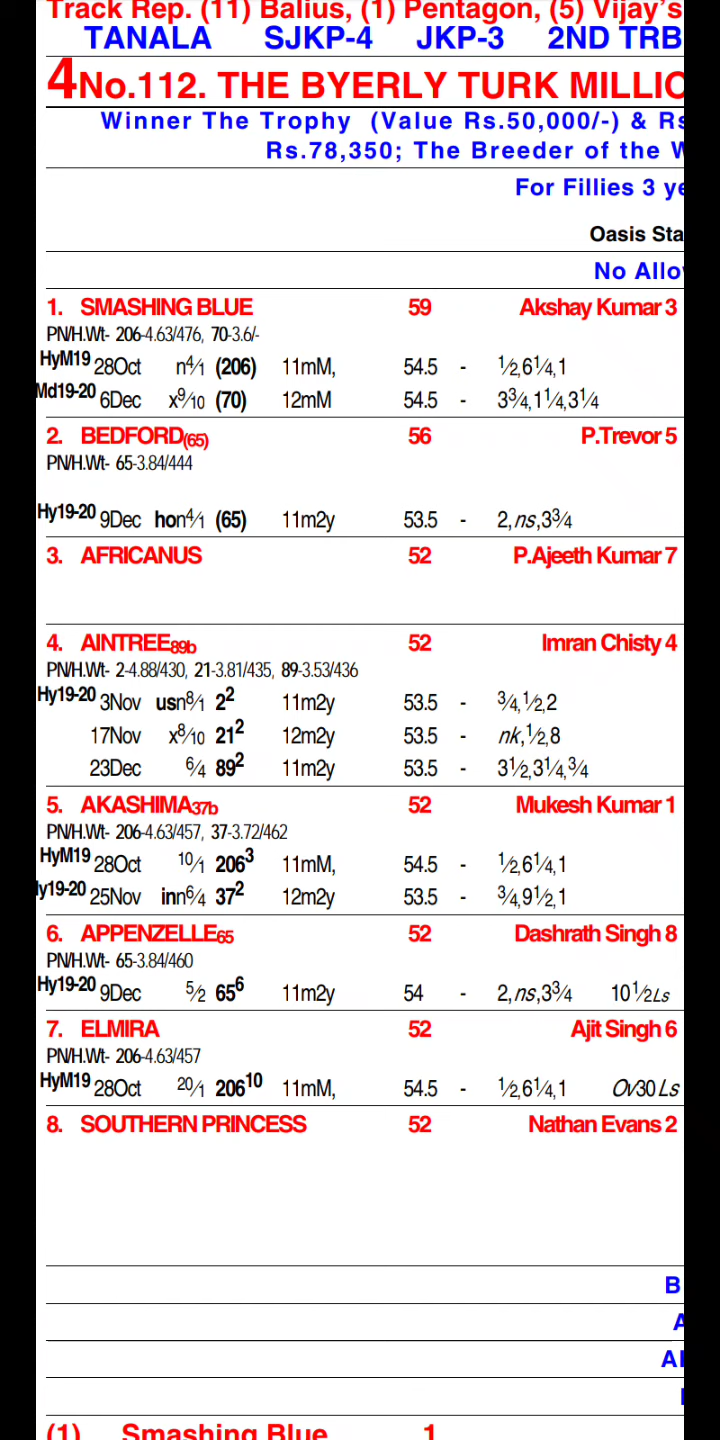 Track Rep. (11) Balius, (1) Pentagon, (5) Vijay's
TANALA SJKP-4 JKP-3 2ND TRB
4 No.112. THE BYERLY TURK MILLIO
Winner The Trophy (Value Rs.50,000/-) & Rs
Rs.78,350; The Breeder of the W
For Fillies 3 ye
Oasis Sta
No Allo
1. SMASHING BLUE 59 Akshay Kumar 3
PN/H.Wt- 206-4.63/476, 70-3.6/-
HyM19 28Oct n4/1 (206) 11mM, 54.5 - ½,6¼,1
Md19-20 6Dec x9/10 (70) 12mM 54.5 - 3¾,1¼,3¼
2. BEDFORD(65) 56 P.Trevor 5
PN/H.Wt- 65-3.84/444
Hy19-20 9Dec hon4/1 (65) 11m2y 53.5 - 2,ns,3¾
3. AFRICANUS 52 P.Ajeeth Kumar 7
4. AINTREE89b 52 Imran Chisty 4
PN/H.Wt- 2-4.88/430, 21-3.81/435, 89-3.53/436
Hy19-20 3Nov usn8/1 2² 11m2y 53.5 - ¾,½,2
17Nov x8/10 21² 12m2y 53.5 - nk,½,8
23Dec 6/4 89² 11m2y 53.5 - 3½,3¼,¾
5. AKASHIMA37b 52 Mukesh Kumar 1
PN/H.Wt- 206-4.63/457, 37-3.72/462
HyM19 28Oct 10/1 206³ 11mM, 54.5 - ½,6¼,1
y19-20 25Nov inn6/4 37² 12m2y 53.5 - ¾,9½,1
6. APPENZELLE65 52 Dashrath Singh 8
PN/H.Wt- 65-3.84/460
Hy19-20 9Dec 5/2 65⁶ 11m2y 54 - 2,ns,3¾ 10½Ls
7. ELMIRA 52 Ajit Singh 6
PN/H.Wt- 206-4.63/457
HyM19 28Oct 20/1 206¹⁰ 11mM, 54.5 - ½,6¼,1 Ov30Ls
8. SOUTHERN PRINCESS 52 Nathan Evans 2
B
A
Al
(1) Smashing Blue 1